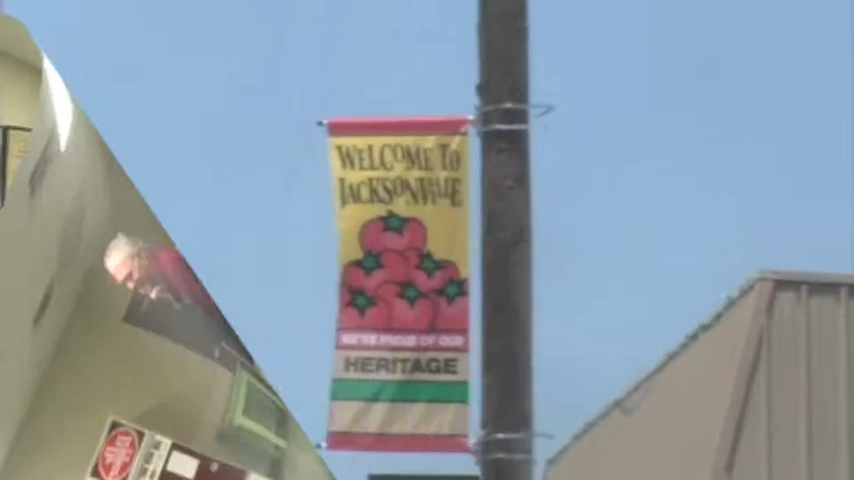 WELCOME TO
JACKSONVILLE
WE'RE PROUD OF OUR
HERITAGE